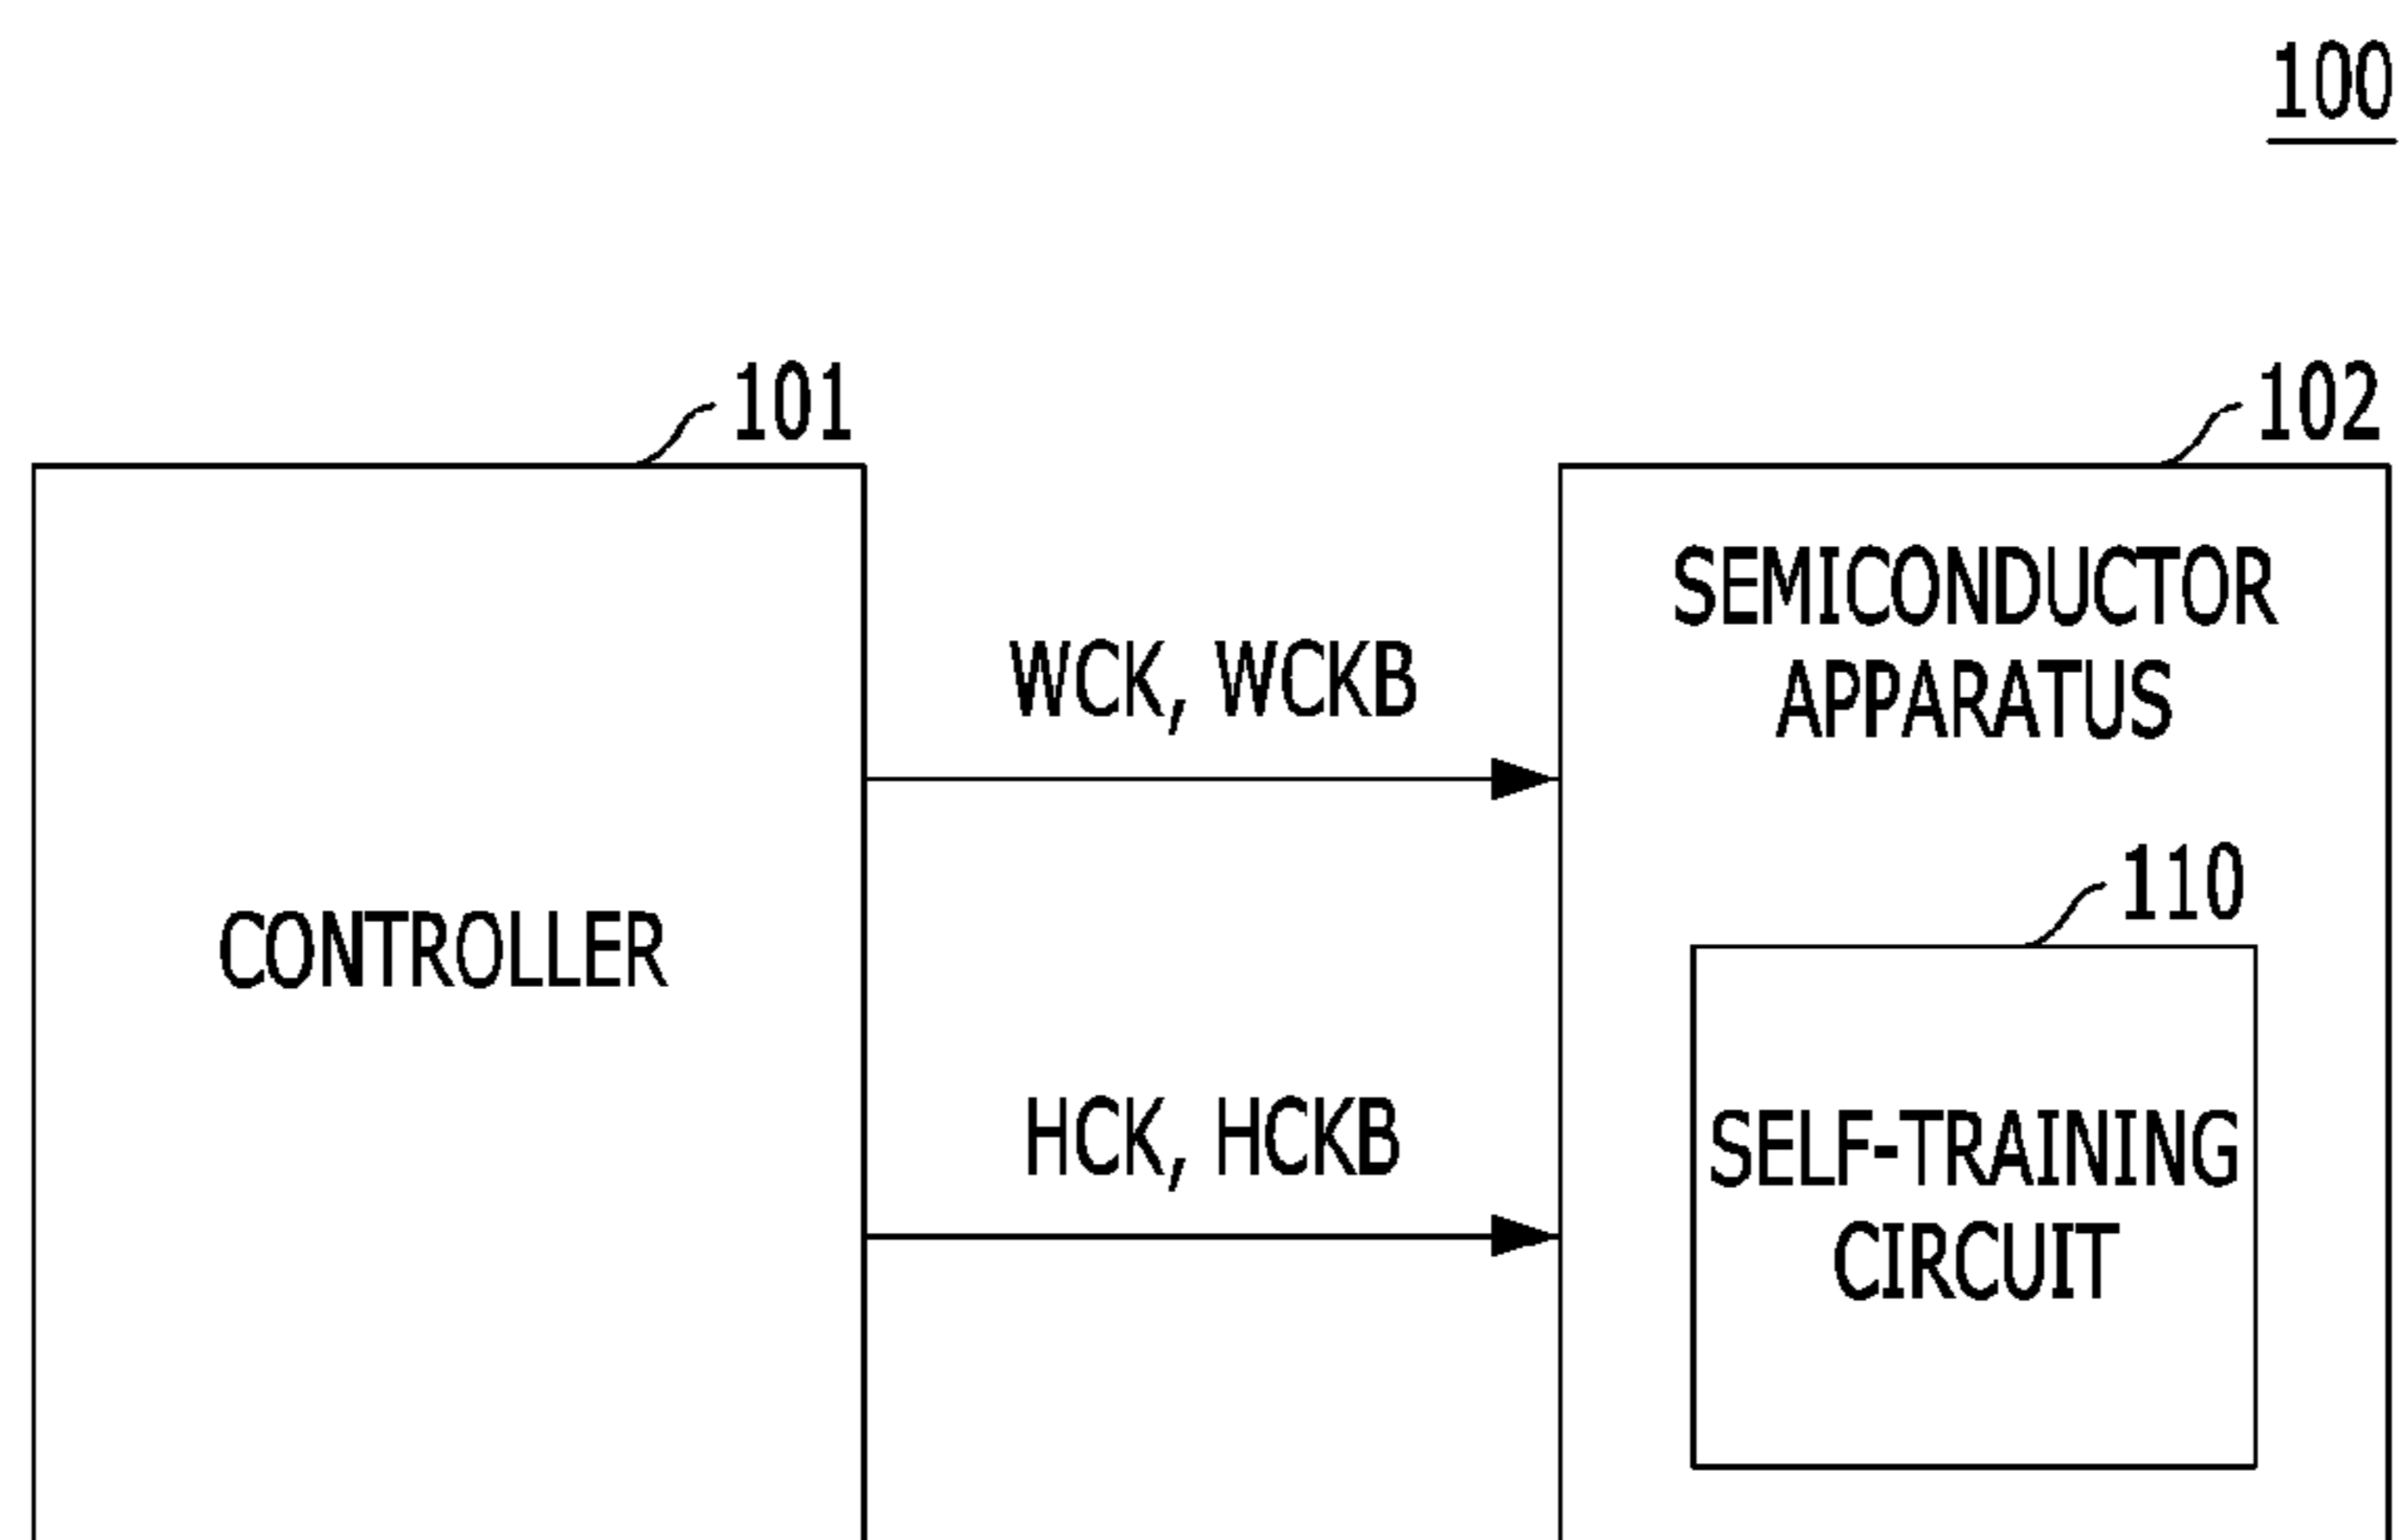 100
101
102
SEMICONDUCTOR
APPARATUS
WCK, WCKB
110
CONTROLLER
HCK, HCKB
SELF-TRAINING
CIRCUIT